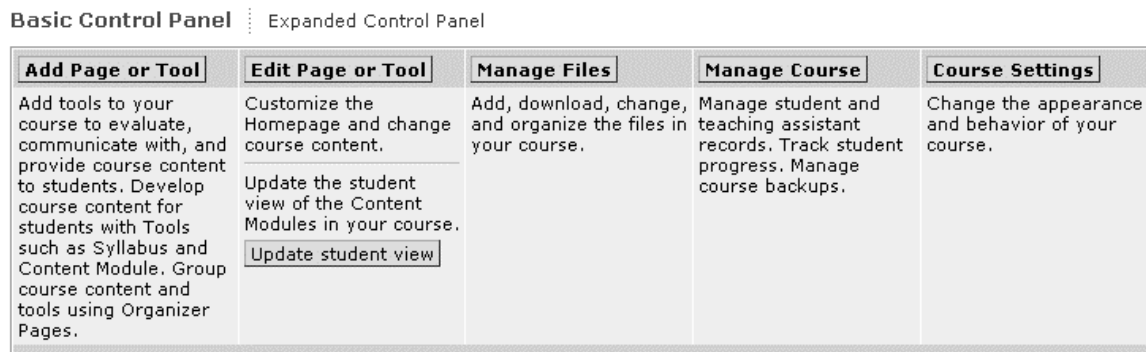 Basic Control Panel Expanded Control Panel
Add Page or Tool
Add tools to your
course to evaluate,
communicate with, and
provide course content
to students. Develop
course content for
students with Tools
such as Syllabus and
Content Module. Group
course content and
tools using Organizer
Pages.
Edit Page or Tool
Customize the
Homepage and change
course content.
Update the student
view of the Content
Modules in your course.
Update student view
Manage Files
Add, download, change,
and organize the files in
your course.
Manage Course
Manage student and
teaching assistant
records. Track student
progress. Manage
course backups.
Course Settings
Change the appearance
and behavior of your
course.